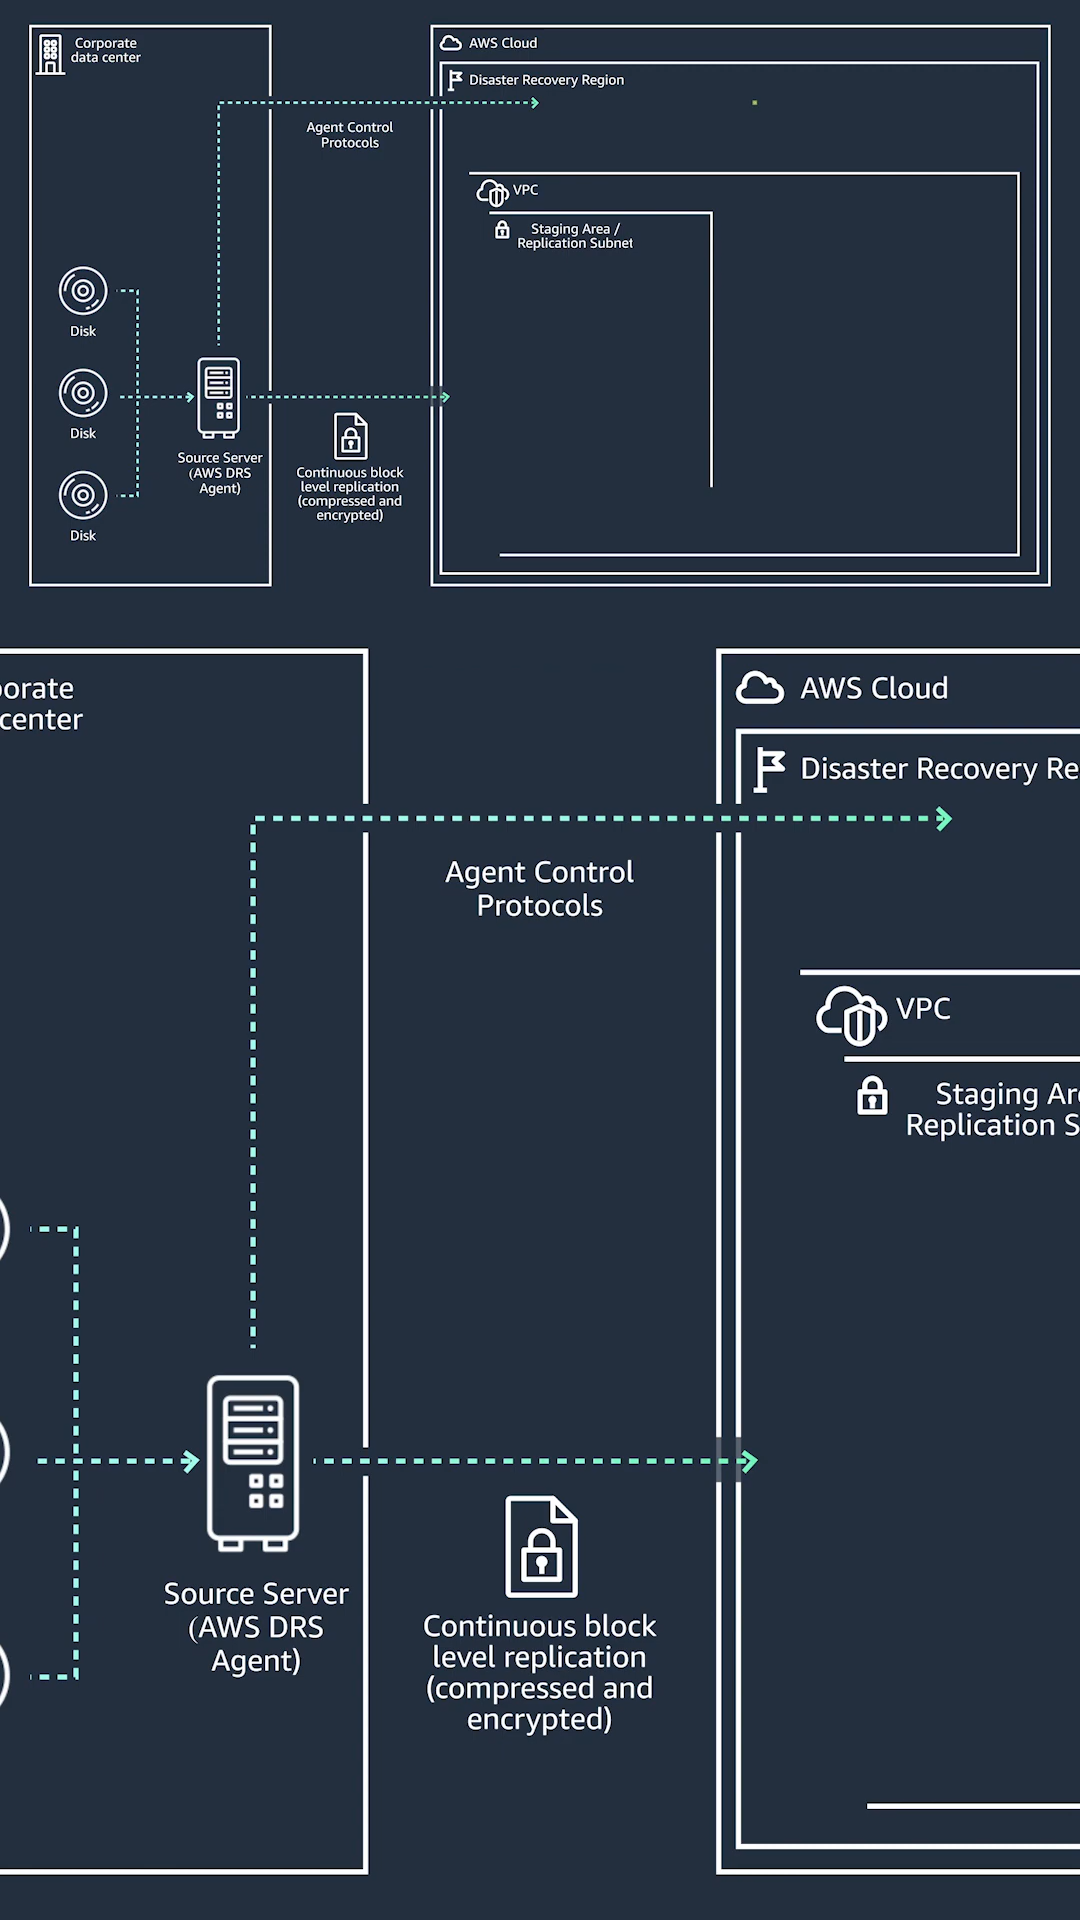 Corporate
data center
AWS Cloud
Disaster Recovery Region
Agent Control
Protocols
VPC
Staging Area /
Replication Subnet
Disk
Disk
Disk
Source Server
(AWS DRS
Agent)
Continuous block
level replication
(compressed and
encrypted)
orate
center
AWS Cloud
Disaster Recovery Re
Agent Control
Protocols
VPC
Staging Ar
Replication S
Source Server
(AWS DRS
Agent)
Continuous block
level replication
(compressed and
encrypted)